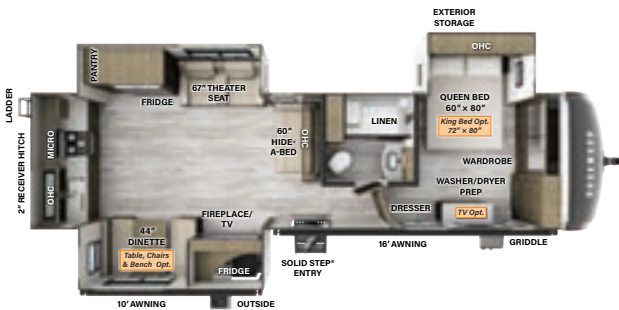 EXTERIOR
STORAGE
OHC
PANTRY
67" THEATER
SEAT
FRIDGE
LADDER
QUEEN BED
60" × 80"
King Bed Opt.
72" × 80"
LINEN
60"
HIDE-
A-BED
OHC
MICRO
2" RECEIVER HITCH
OHC
WARDROBE
WASHER/DRYER
PREP
DRESSER
TV Opt.
FIREPLACE/
TV
44"
DINETTE
Table, Chairs
& Bench Opt.
FRIDGE
SOLID STEP®
ENTRY
16' AWNING
GRIDDLE
10' AWNING
OUTSIDE